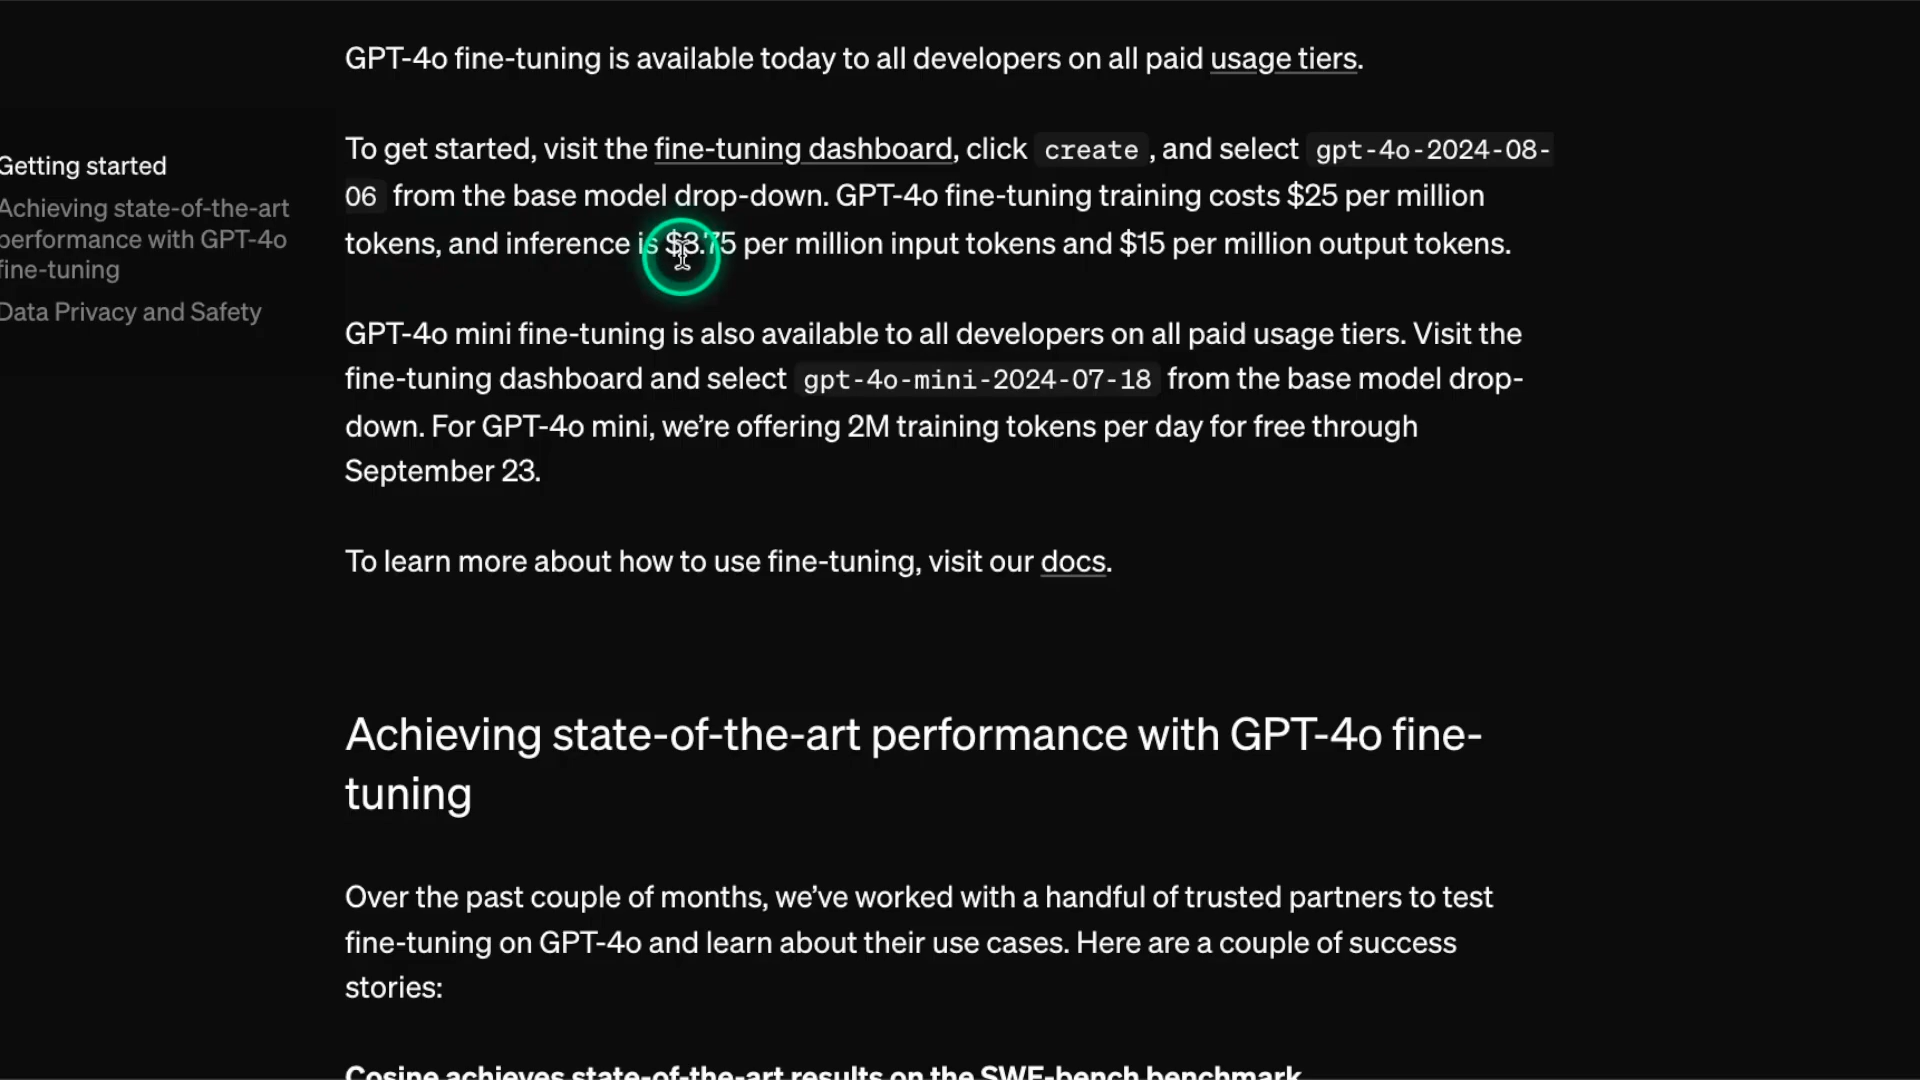 GPT-4o fine-tuning is available today to all developers on all paid usage tiers.
Getting started
Achieving state-of-the-art
performance with GPT-4o
fine-tuning
Data Privacy and Safety
To get started, visit the fine-tuning dashboard, click create, and select gpt-4o-2024-08-
06 from the base model drop-down. GPT-4o fine-tuning training costs $25 per million
tokens, and inference is $3.75 per million input tokens and $15 per million output tokens.
GPT-4o mini fine-tuning is also available to all developers on all paid usage tiers. Visit the
fine-tuning dashboard and select gpt-4o-mini-2024-07-18 from the base model drop-
down. For GPT-4o mini, we’re offering 2M training tokens per day for free through
September 23.
To learn more about how to use fine-tuning, visit our docs.
Achieving state-of-the-art performance with GPT-4o fine-
tuning
Over the past couple of months, we’ve worked with a handful of trusted partners to test
fine-tuning on GPT-4o and learn about their use cases. Here are a couple of success
stories:
Cosine achieves state-of-the-art results on the SWE-bench benchmark